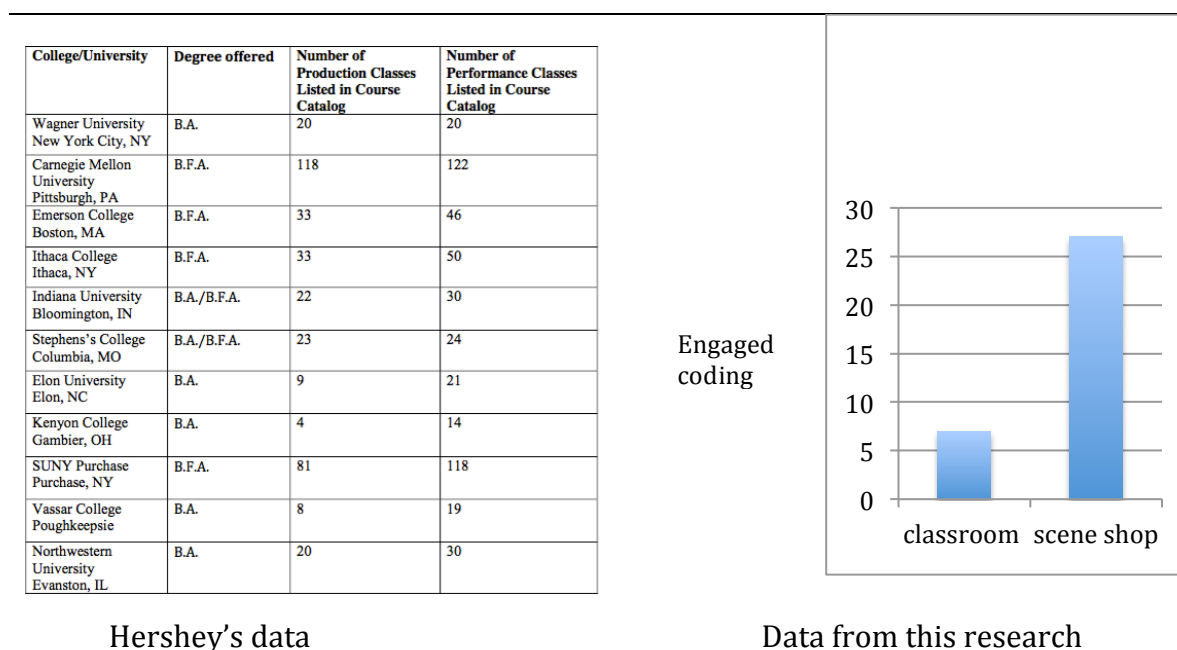 College/University Degree offered Number of Production Classes Listed in Course Catalog Number of Performance Classes Listed in Course Catalog
Wagner University New York City, NY B.A. 20 20
Carnegie Mellon University Pittsburgh, PA B.F.A. 118 122
Emerson College Boston, MA B.F.A. 33 46
Ithaca College Ithaca, NY B.F.A. 33 50
Indiana University Bloomington, IN B.A./B.F.A. 22 30
Stephens's College Columbia, MO B.A./B.F.A. 23 24
Elon University Elon, NC B.A. 9 21
Kenyon College Gambier, OH B.A. 4 14
SUNY Purchase Purchase, NY B.F.A. 81 118
Vassar College Poughkeepsie B.A. 8 19
Northwestern University Evanston, IL B.A. 20 30
Hershey's data
Engaged
coding
30
25
20
15
10
5
0
classroom scene shop
Data from this research